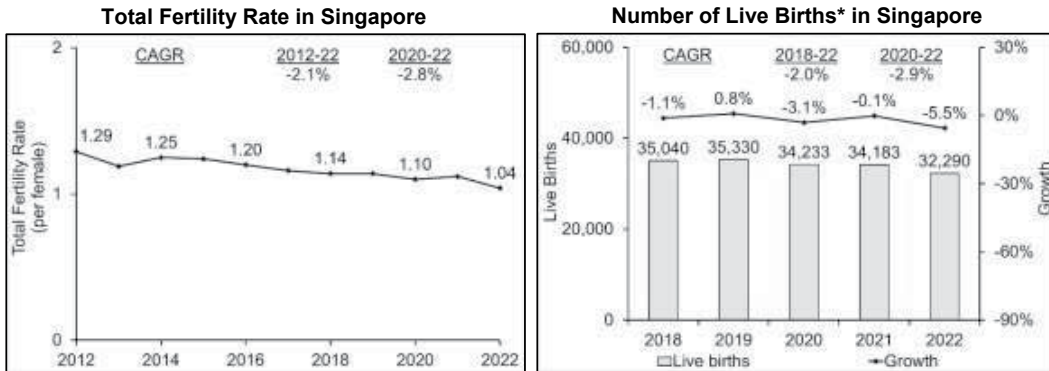 Total Fertility Rate in Singapore
2
CAGR 2012-22 2020-22
-2.1% -2.8%
1.29 1.25 1.20 1.14 1.10 1.04
1
0
Total Fertility Rate
(per female)
2012 2014 2016 2018 2020 2022
Number of Live Births* in Singapore
60,000 30%
CAGR 2018-22 2020-22
-2.0% -2.9%
-1.1% 0.8% -3.1% -0.1% -5.5% 0%
40,000
35,040 35,330 34,233 34,183 32,290
-30%
20,000
-60%
0 -90%
Live Births
Growth
2018 2019 2020 2021 2022
Live births Growth